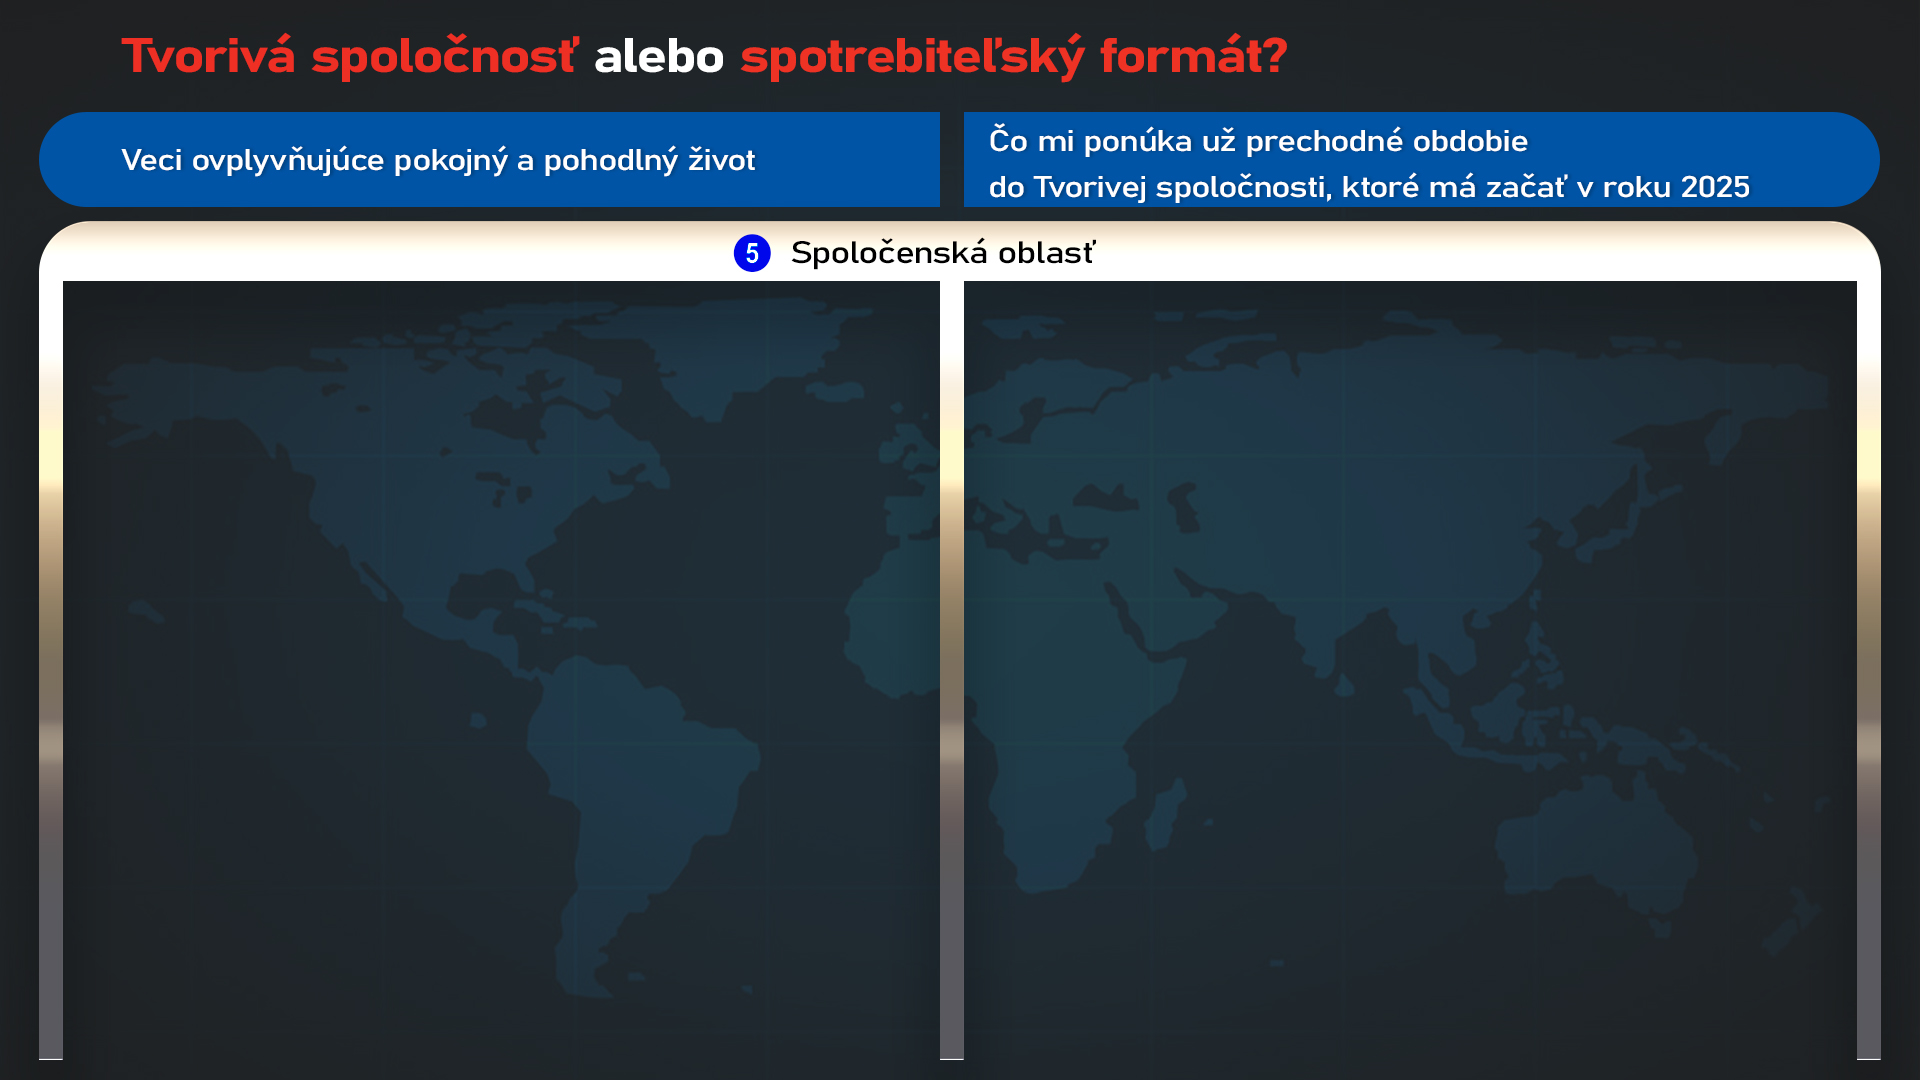 Tvorivá spoločnosť alebo spotrebiteľský formát?
Veci ovplyvňujúce pokojný a pohodlný život
Čo mi ponúka už prechodné obdobie
do Tvorivej spoločnosti, ktoré má začať v roku 2025
5 Spoločenská oblasť